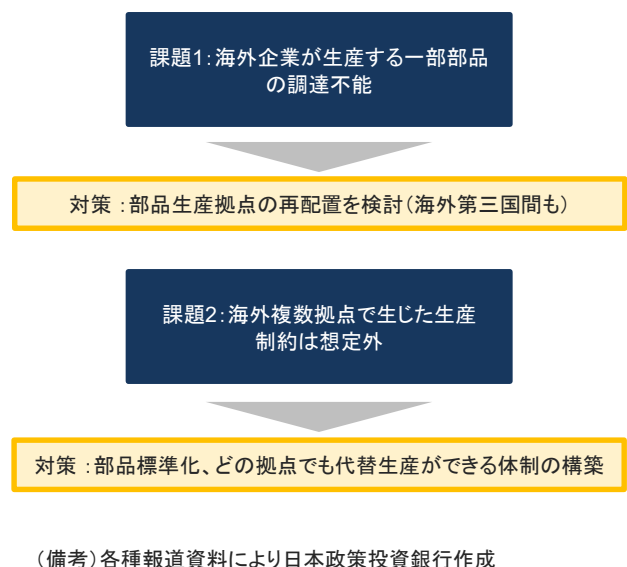 課題1:海外企業が生産する一部部品
の調達不能
対策 :部品生産拠点の再配置を検討(海外第三国間も)
課題2:海外複数拠点で生じた生産
制約は想定外
対策 :部品標準化、どの拠点でも代替生産ができる体制の構築
(備考)各種報道資料により日本政策投資銀行作成